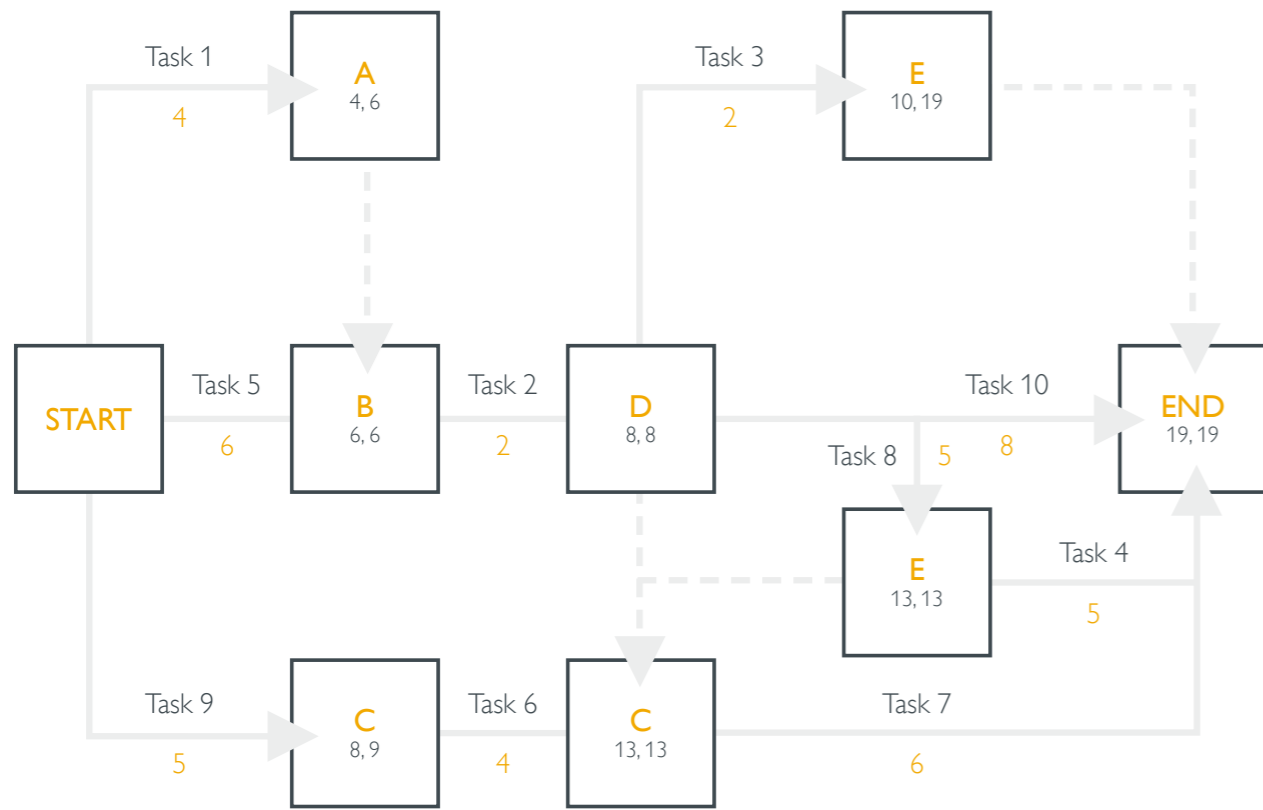 Task 1
4
A
4, 6
Task 3
2
E
10, 19
START
Task 5
6
B
6, 6
Task 2
2
D
8, 8
Task 10
8
END
19, 19
Task 8
5
E
13, 13
Task 4
5
Task 9
5
C
8, 9
Task 6
4
C
13, 13
Task 7
6